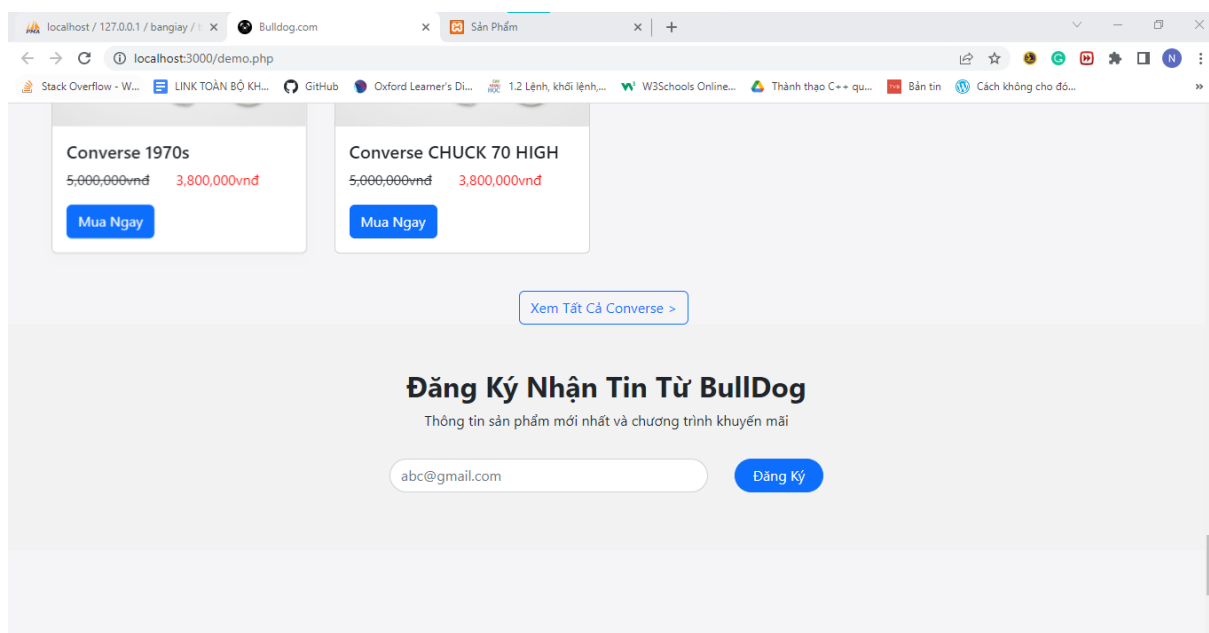 localhost / 127.0.0.1 / bangiay / t
Bulldog.com
Sản Phẩm
localhost:3000/demo.php
N
Stack Overflow - W...
LINK TOÀN BỘ KH...
GitHub
Oxford Learner's Di...
1.2 Lệnh, khối lệnh,...
W3Schools Online...
Thành thạo C++ qu...
Bản tin
Cách không cho đó...
Converse 1970s
5,000,000vnđ 3,800,000vnđ
Mua Ngay
Converse CHUCK 70 HIGH
5,000,000vnđ 3,800,000vnđ
Mua Ngay
Xem Tất Cả Converse >
Đăng Ký Nhận Tin Từ BullDog
Thông tin sản phẩm mới nhất và chương trình khuyến mãi
abc@gmail.com
Đăng Ký